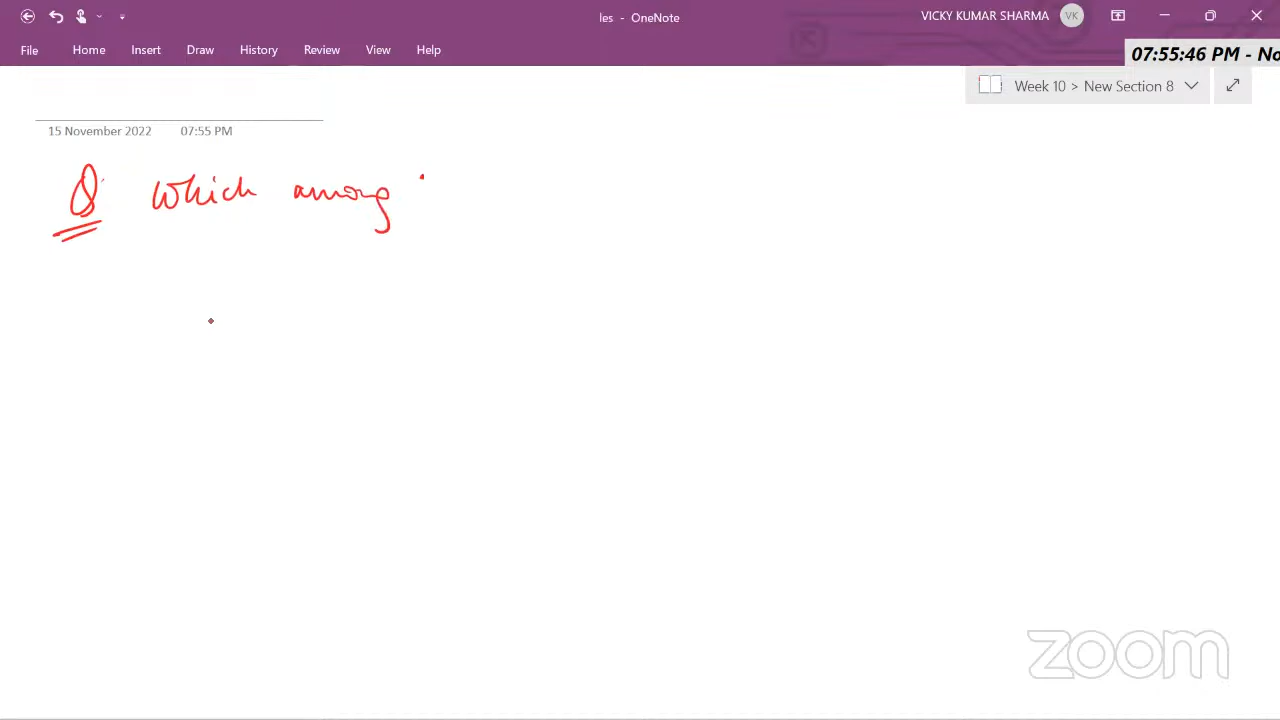 les - OneNote
VICKY KUMAR SHARMA VK
File Home Insert Draw History Review View Help
07:55:46 PM - No
Week 10 > New Section 8
15 November 2022 07:55 PM
Q Which among
zoom